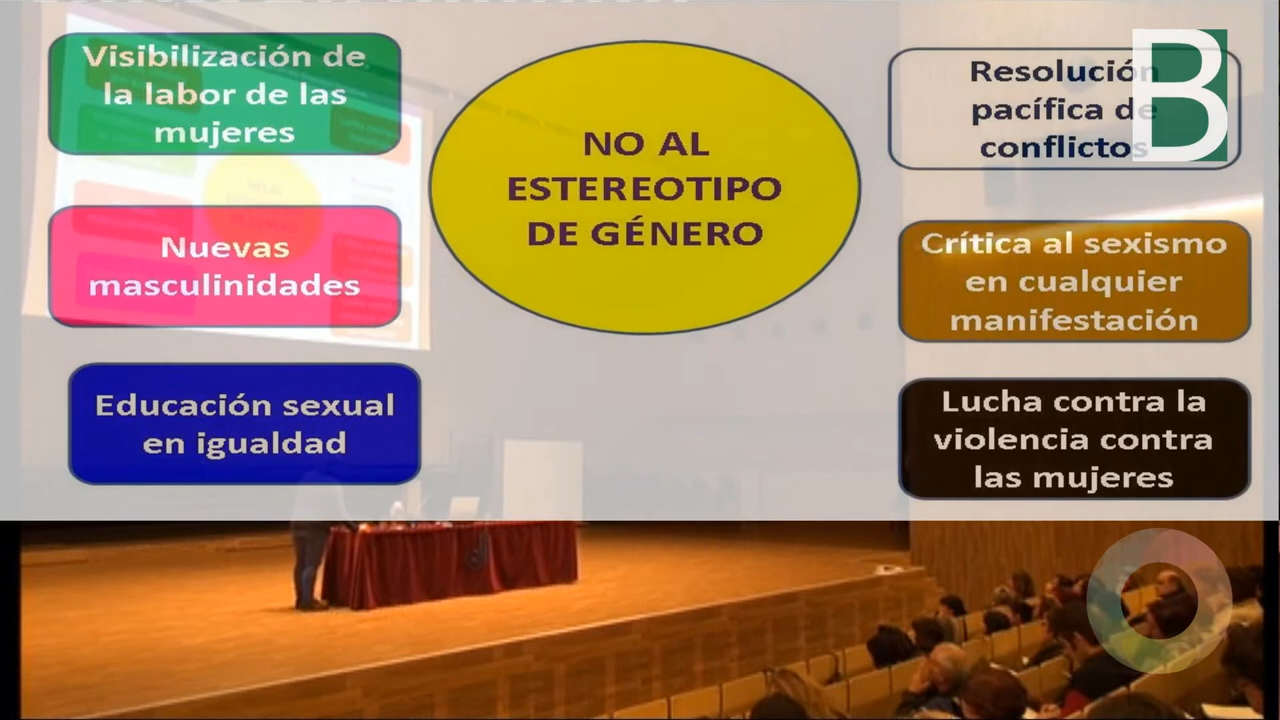 Visibilización de
la labor de las
mujeres
Nuevas
masculinidades
Educación sexual
en igualdad
NO AL
ESTEREOTIPO
DE GÉNERO
Resolución
pacífica de
conflictos
B
Crítica al sexismo
en cualquier
manifestación
Lucha contra la
violencia contra
las mujeres